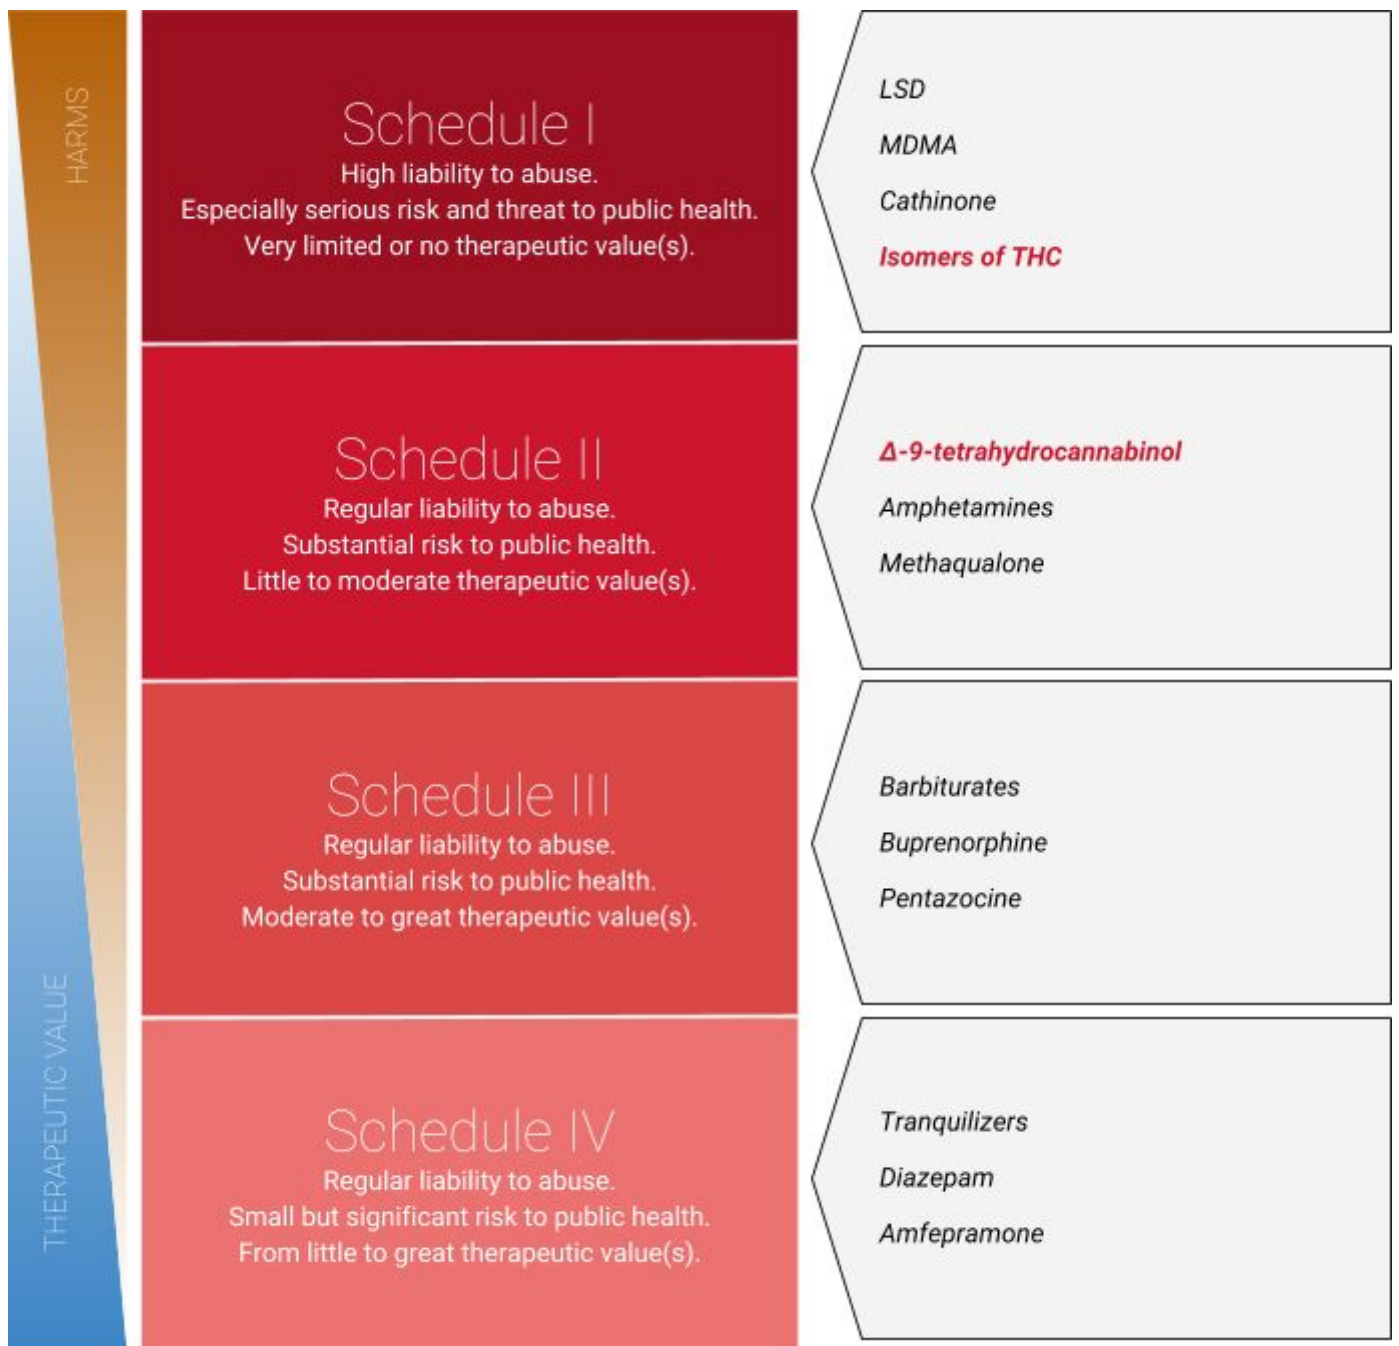 HARMS
THERAPEUTIC VALUE
Schedule I
High liability to abuse.
Especially serious risk and threat to public health.
Very limited or no therapeutic value(s).
LSD
MDMA
Cathinone
Isomers of THC
Schedule II
Regular liability to abuse.
Substantial risk to public health.
Little to moderate therapeutic value(s).
Δ-9-tetrahydrocannabinol
Amphetamines
Methaqualone
Schedule III
Regular liability to abuse.
Substantial risk to public health.
Moderate to great therapeutic value(s).
Barbiturates
Buprenorphine
Pentazocine
Schedule IV
Regular liability to abuse.
Small but significant risk to public health.
From little to great therapeutic value(s).
Tranquilizers
Diazepam
Amfepramone